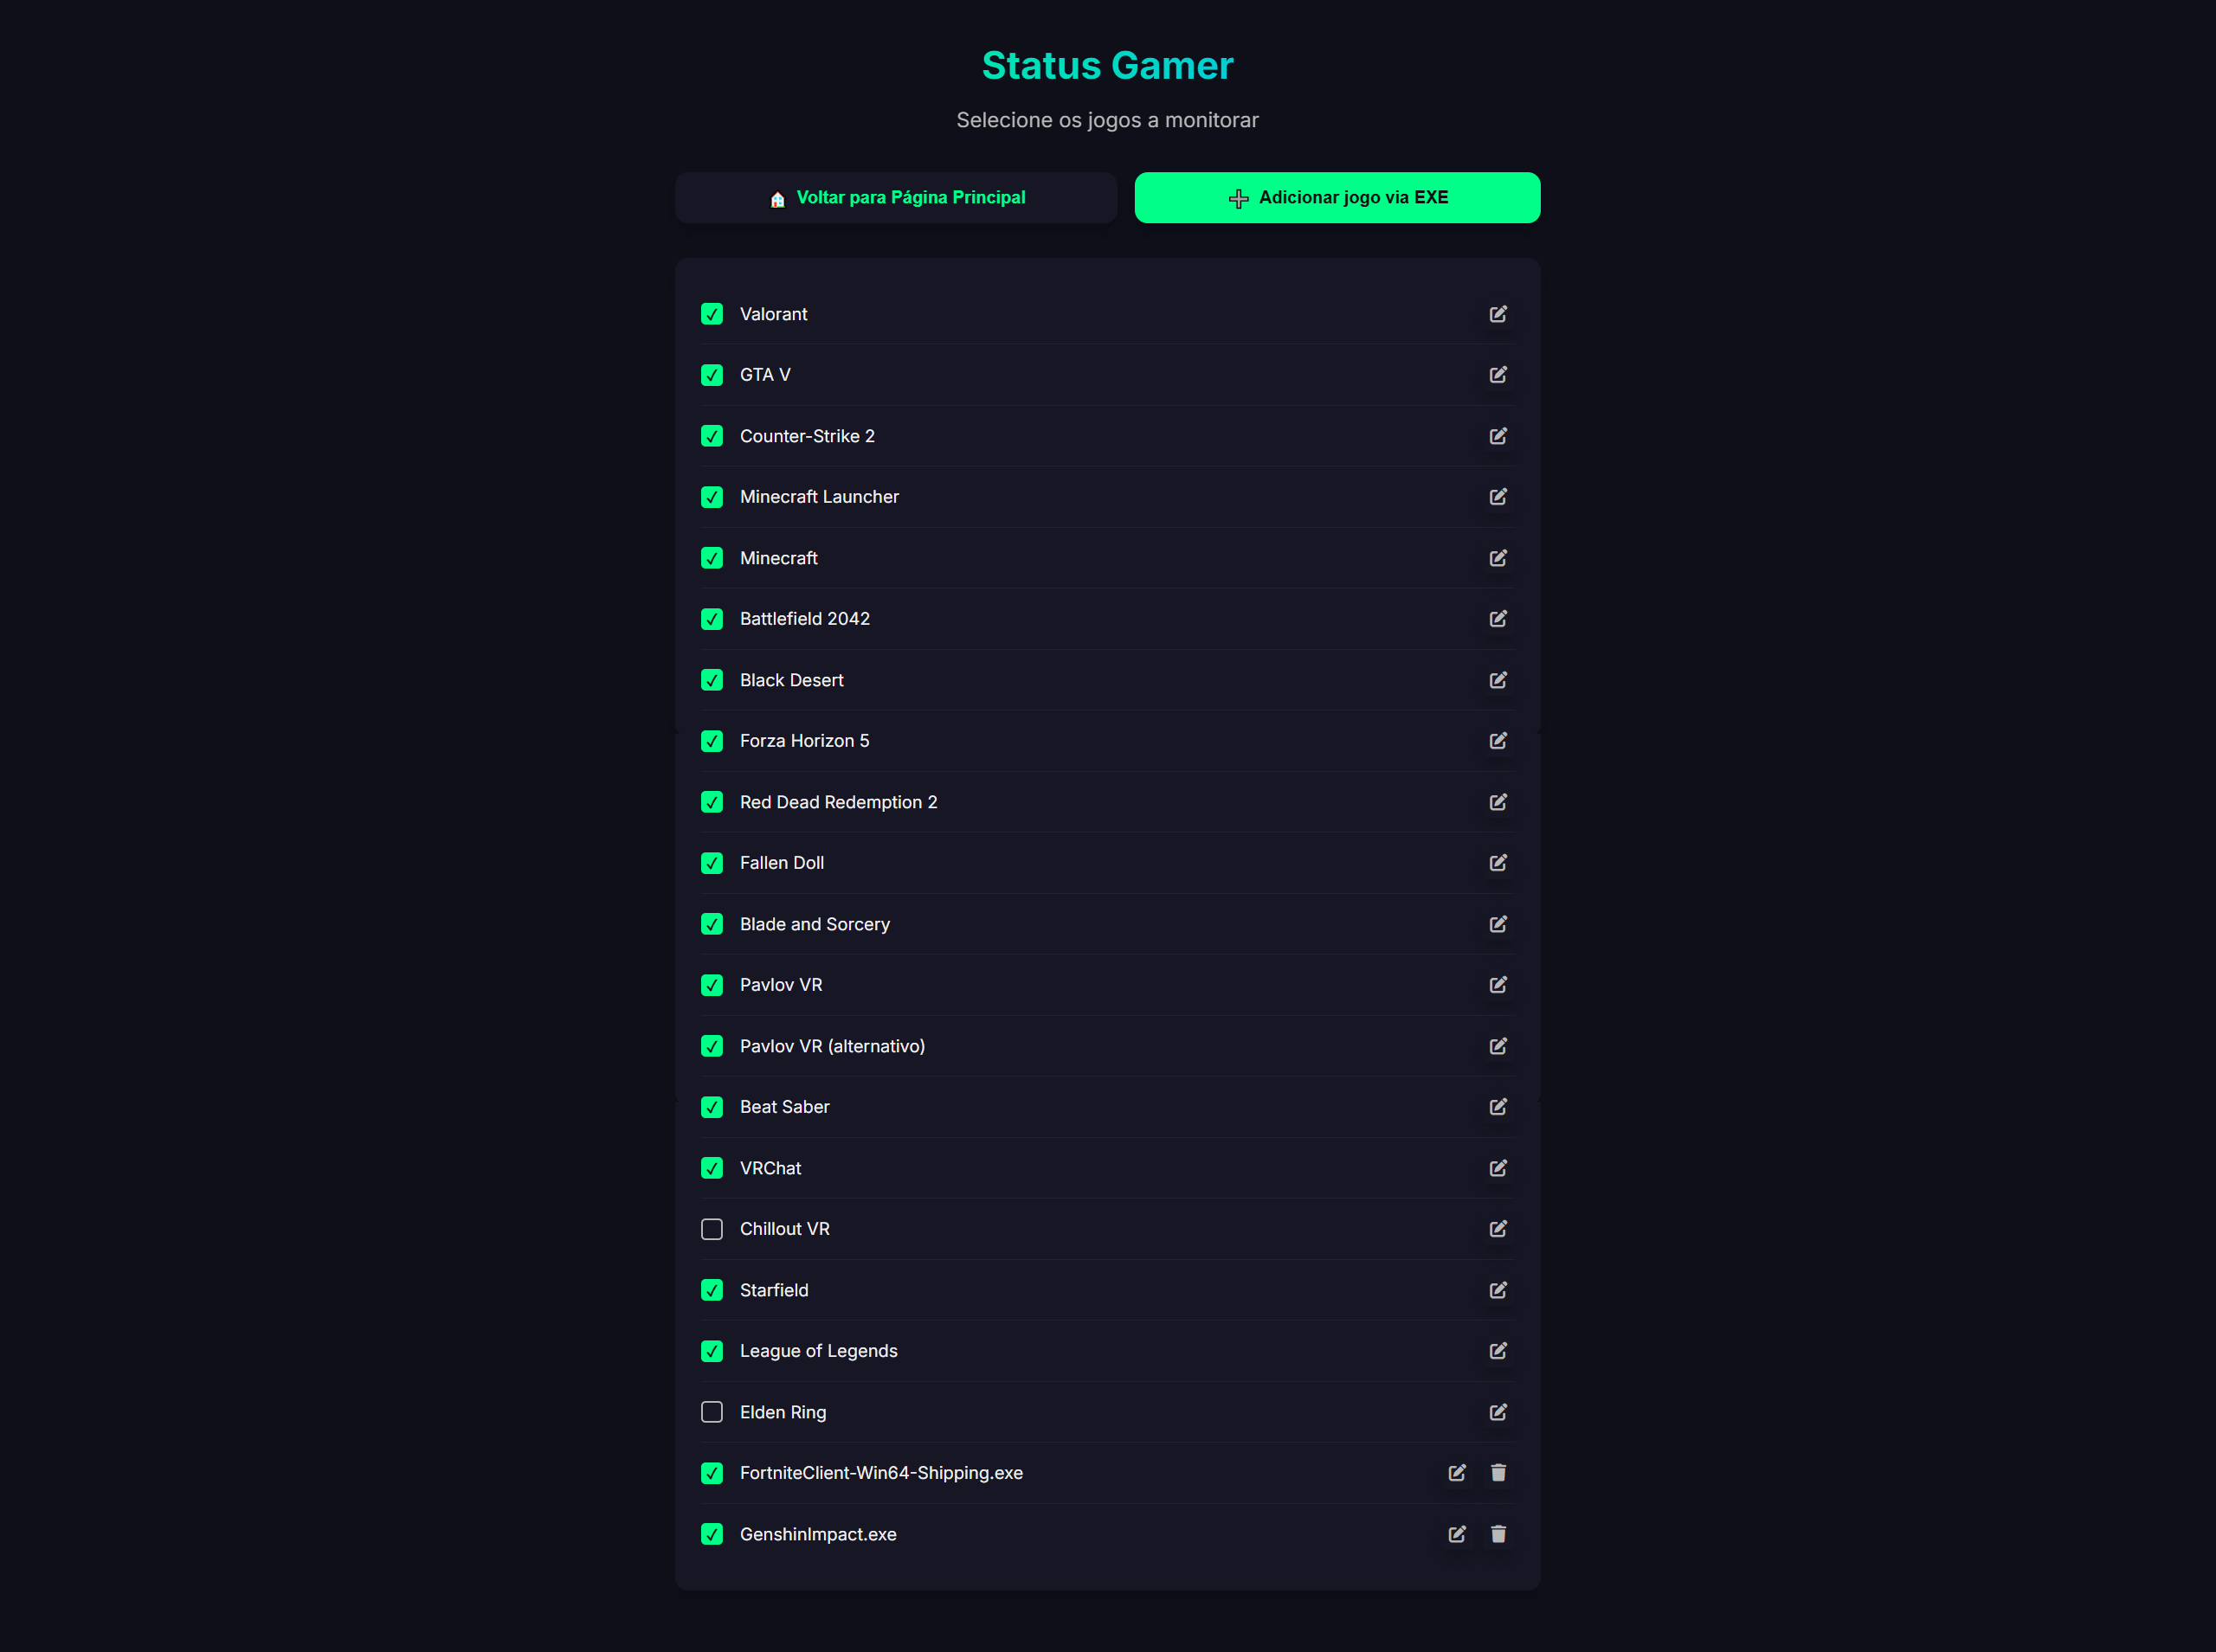 Status Gamer
Selecione os jogos a monitorar
Voltar para Página Principal
Adicionar jogo via EXE
Valorant
GTA V
Counter-Strike 2
Minecraft Launcher
Minecraft
Battlefield 2042
Black Desert
Forza Horizon 5
Red Dead Redemption 2
Fallen Doll
Blade and Sorcery
Pavlov VR
Pavlov VR (alternativo)
Beat Saber
VRChat
Chillout VR
Starfield
League of Legends
Elden Ring
FortniteClient-Win64-Shipping.exe
GenshinImpact.exe